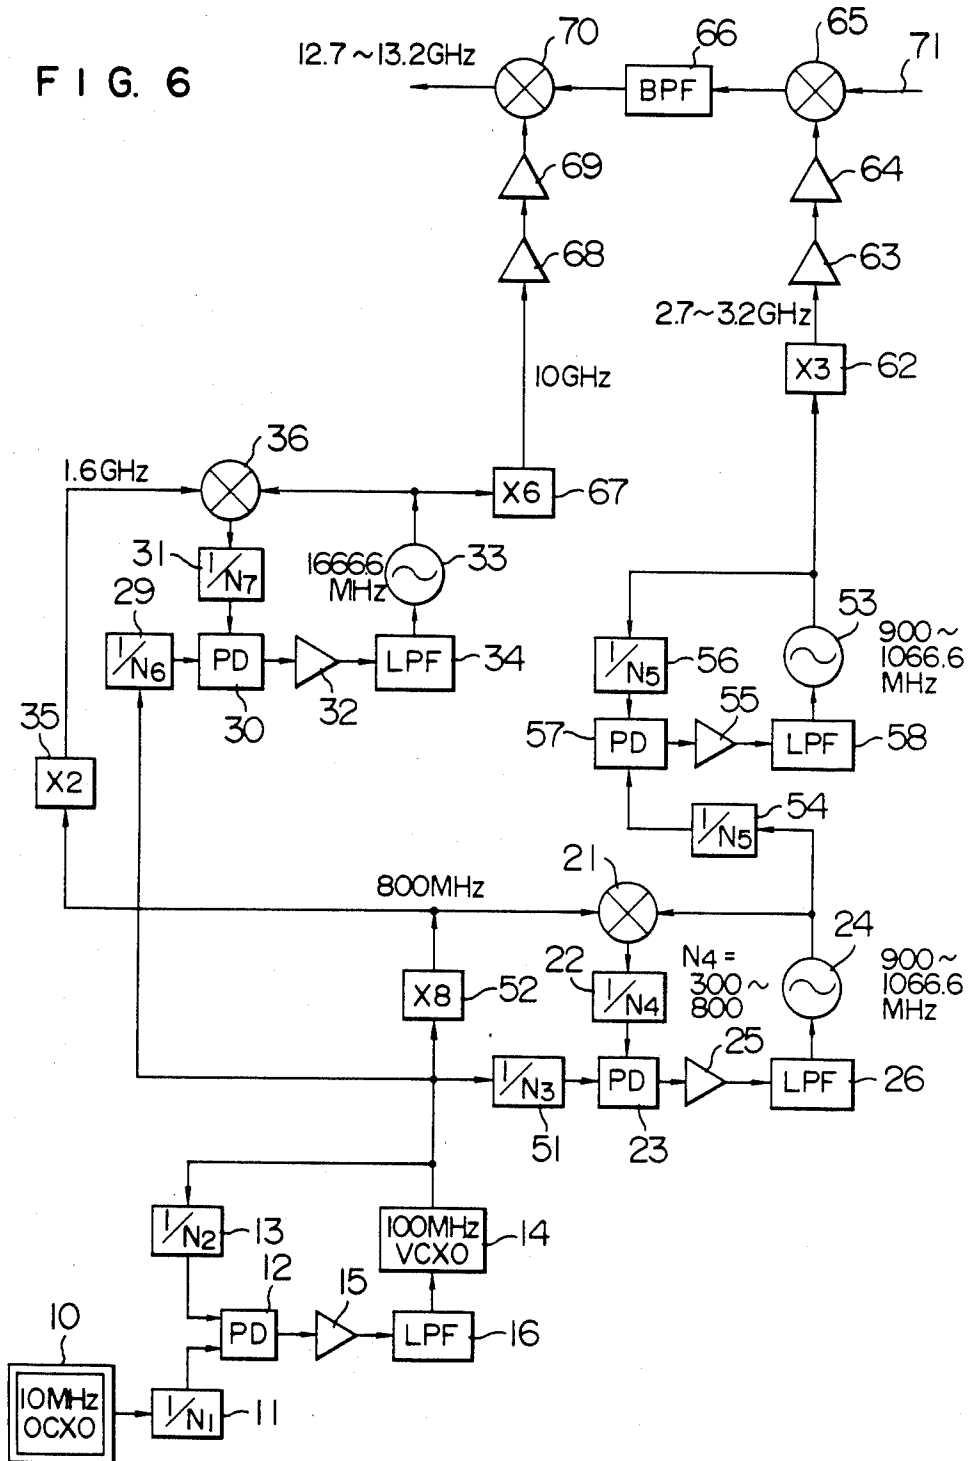 FIG. 6
12.7~13.2GHz
70
66
65
71
BPF
69
64
68
63
2.7~3.2GHz
10GHz
X3
62
36
1.6GHz
X6
67
31
1/N7
16666.6
MHz
33
29
1/N6
PD
30
32
LPF
34
53
900~
1066.6
MHz
1/N5
56
35
X2
57
PD
55
LPF
58
54
1/N5
800MHz
21
24
22
1/N4
N4=
300~
800
900~
1066.6
MHz
X8
52
25
1/N3
51
PD
23
LPF
26
1/N2
13
100MHz
VCXO
14
12
15
PD
LPF
16
10
10MHz
OCXO
1/N1
11